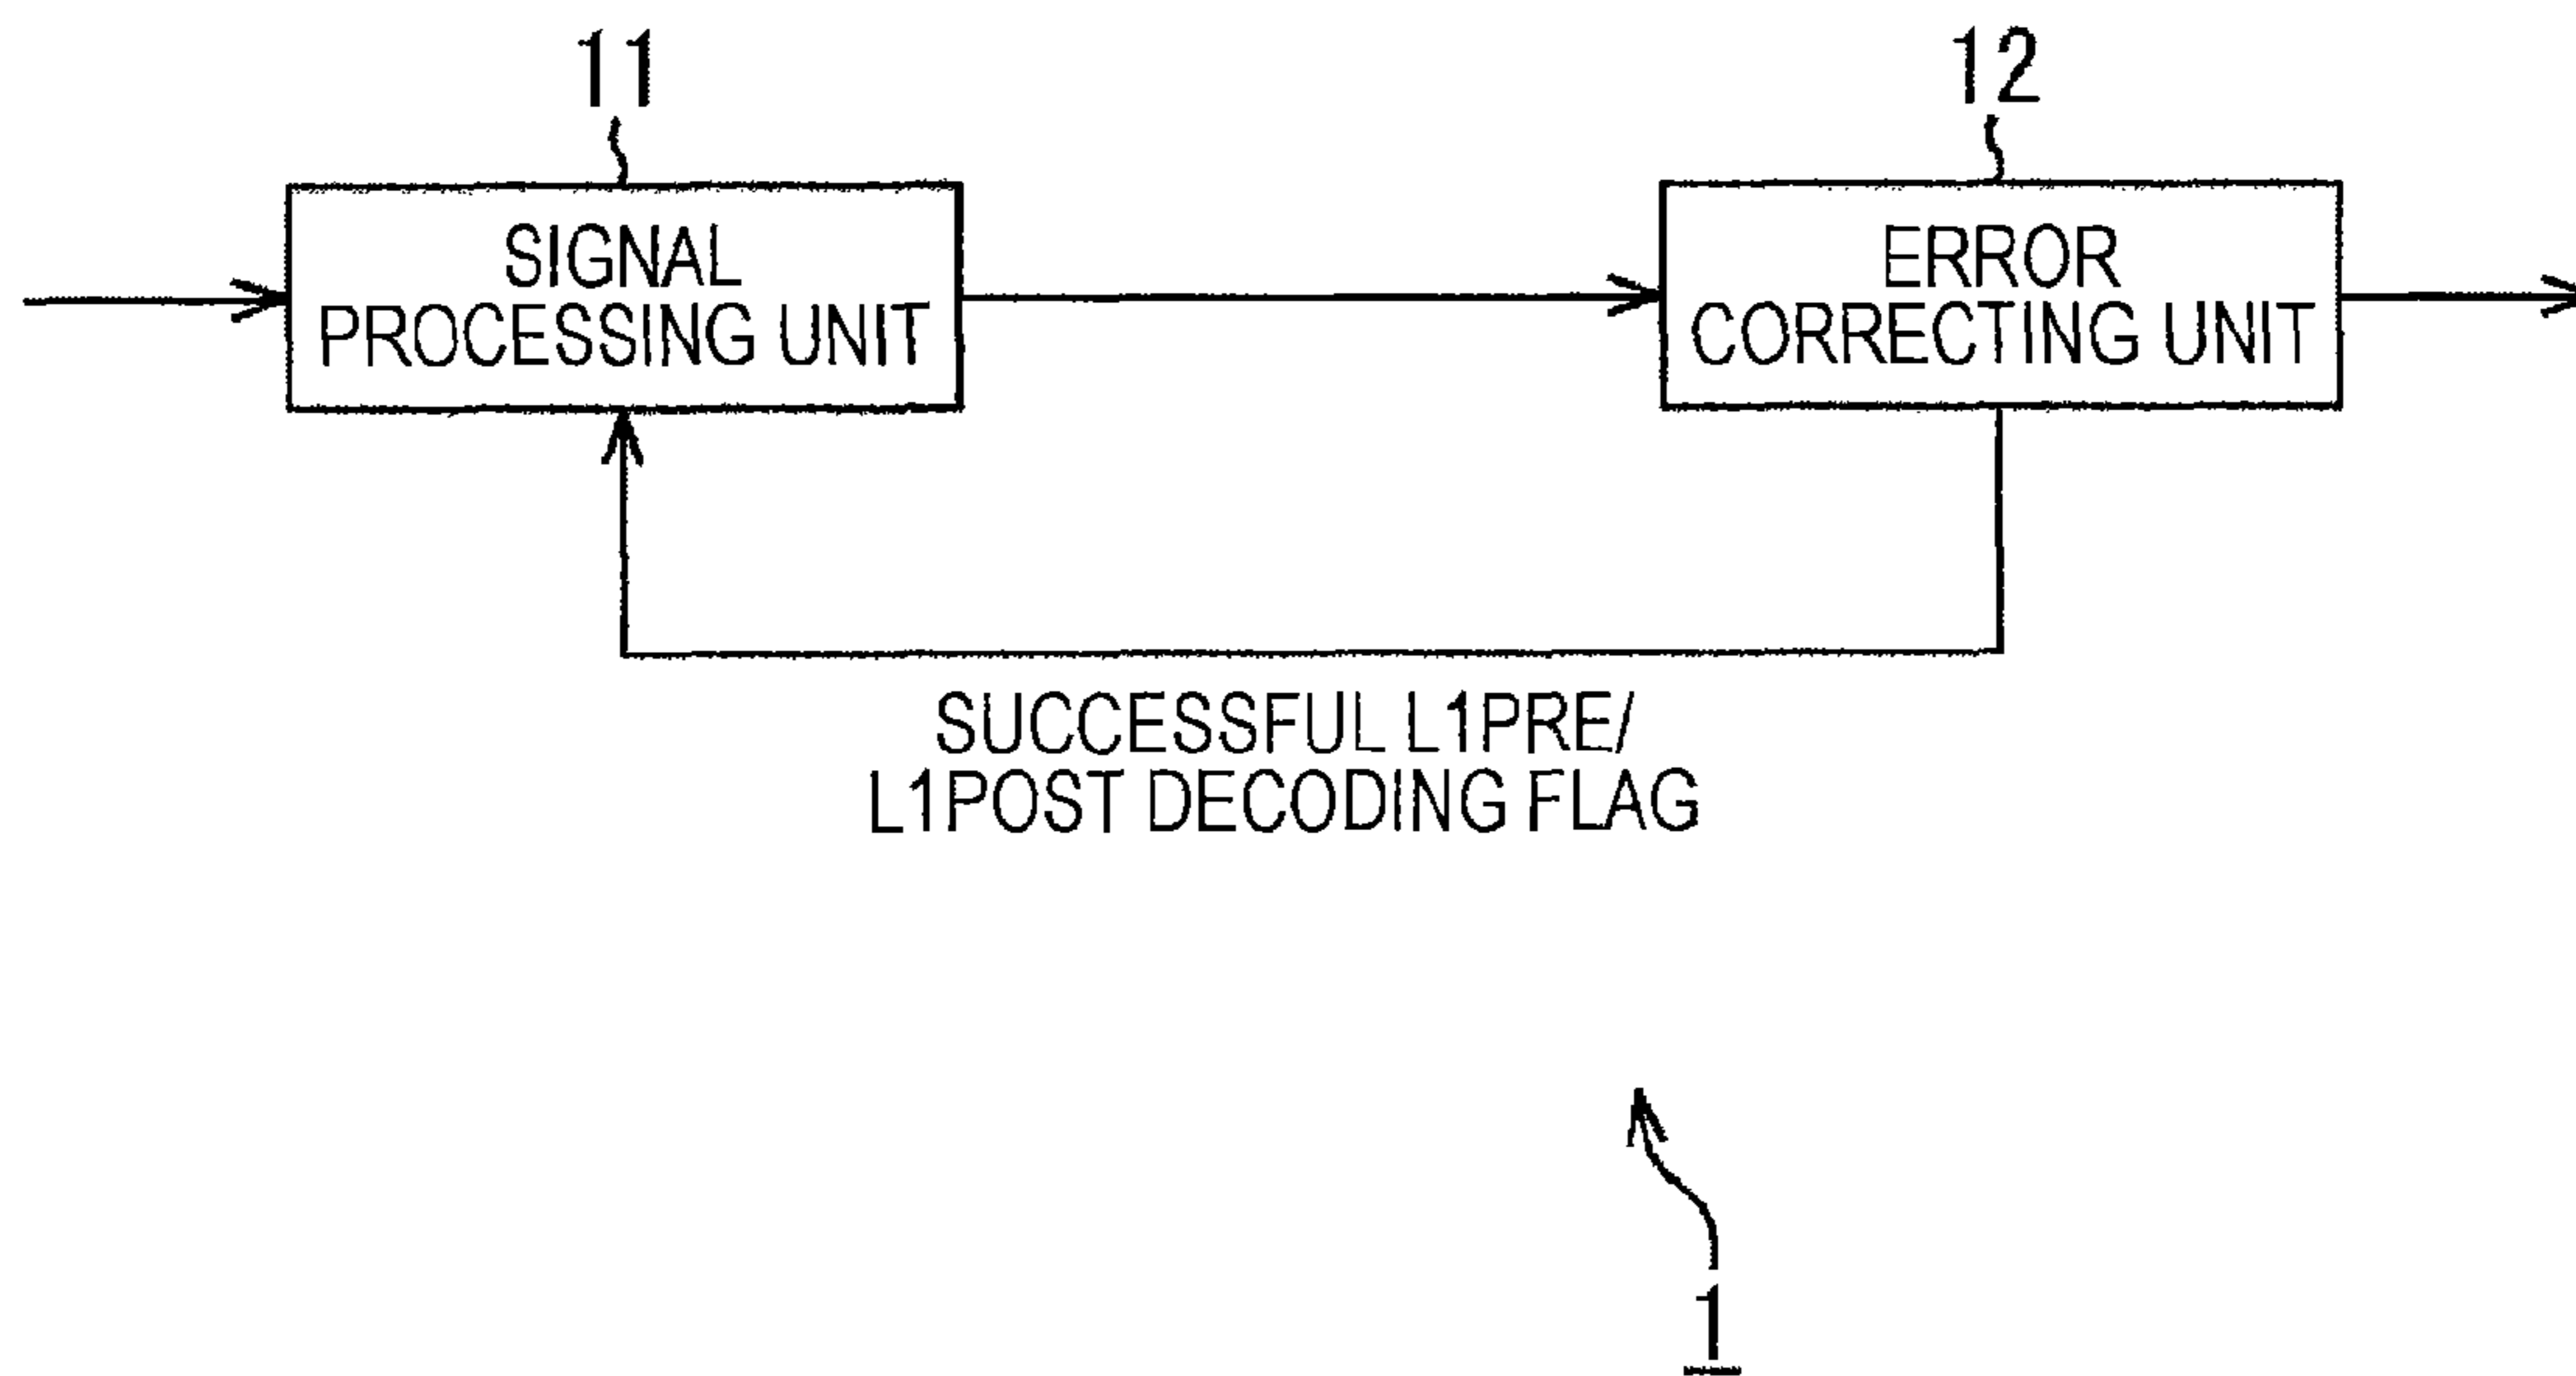 11
12
SIGNAL
PROCESSING UNIT
ERROR
CORRECTING UNIT
SUCCESSFUL L1PRE/
L1POST DECODING FLAG
1